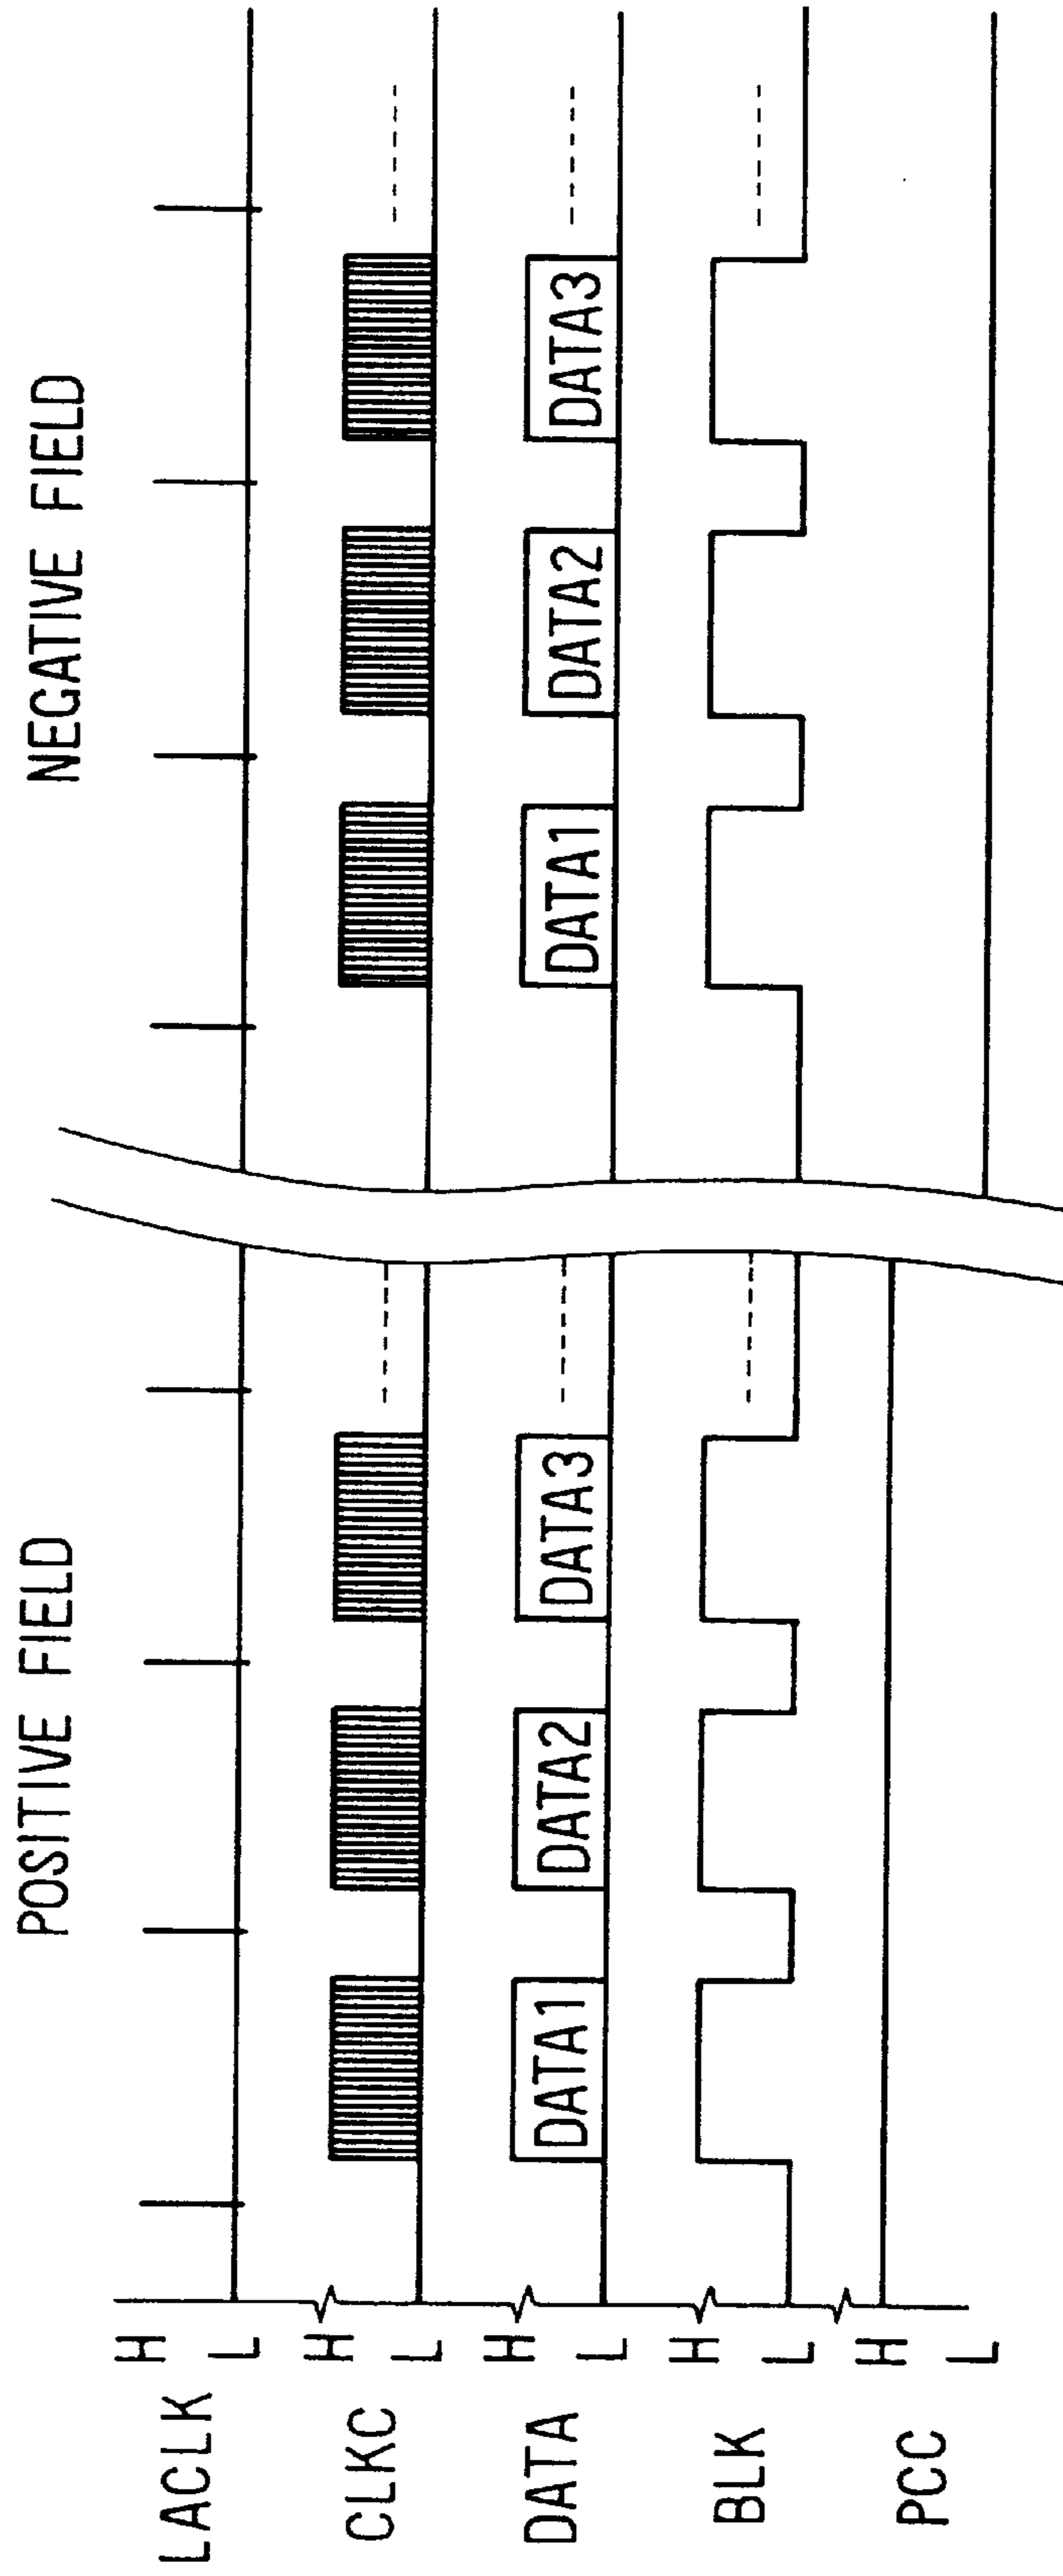 POSITIVE FIELD
NEGATIVE FIELD
LACLK
H
L
CLKC
H
L
DATA
H
L
DATA1
DATA2
DATA3
DATA1
DATA2
DATA3
BLK
H
L
PCC
H
L